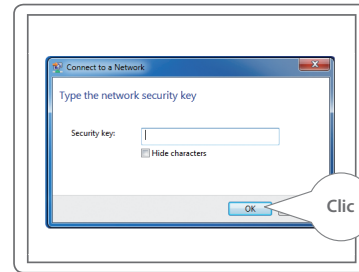 Connect to a Network
Type the network security key
Security key:
Hide characters
OK
Clic